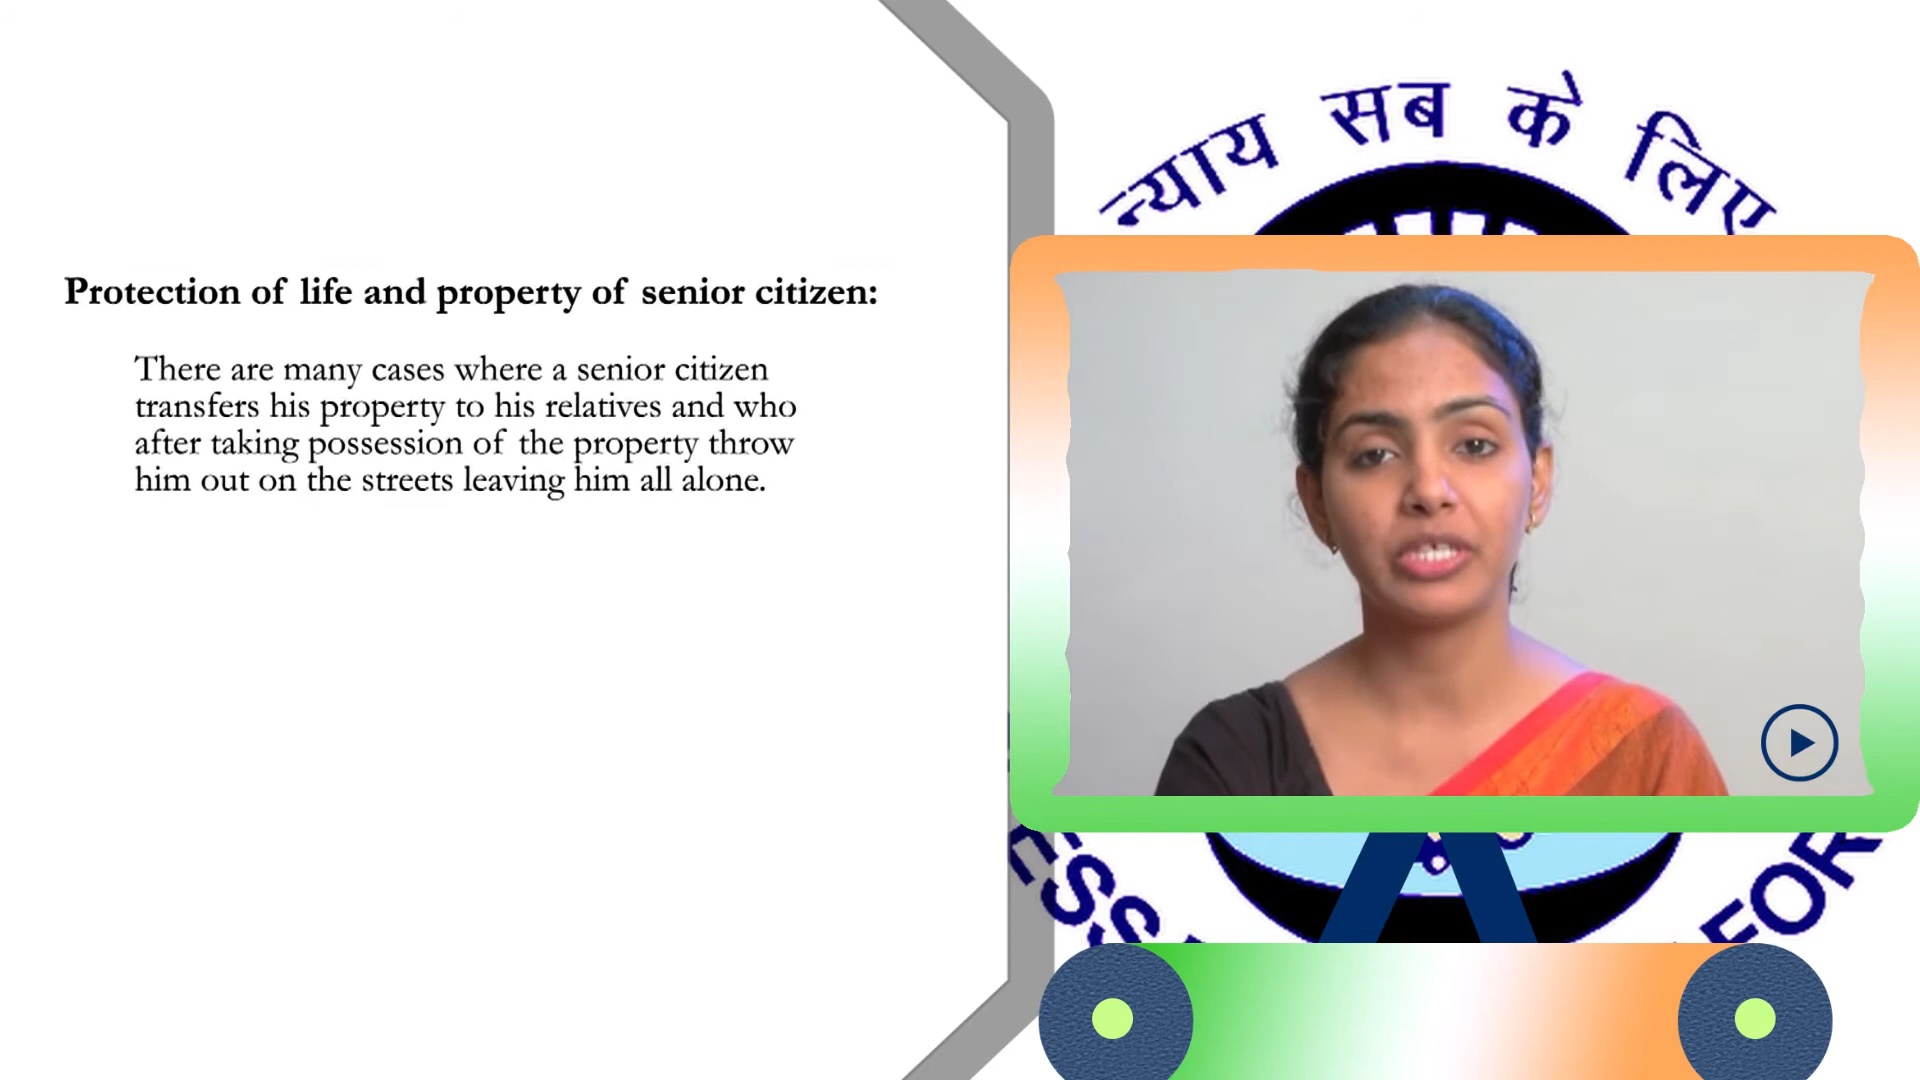 न्याय सब के लिए
Protection of life and property of senior citizen:
There are many cases where a senior citizen
transfers his property to his relatives and who
after taking possession of the property throw
him out on the streets leaving him all alone.
FOR